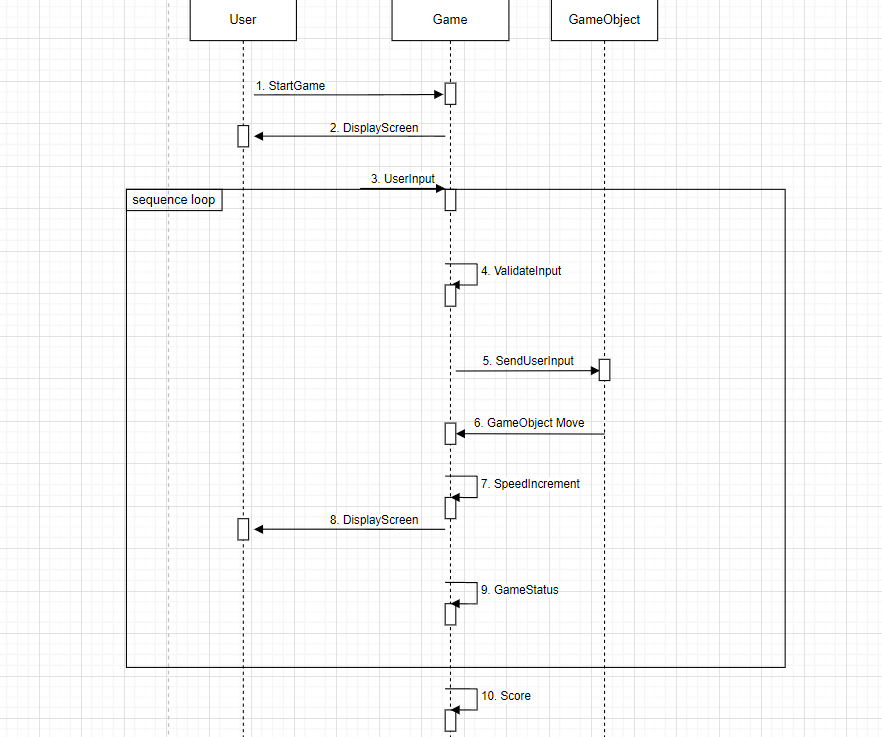 User
Game
GameObject
1. StartGame
2. DisplayScreen
3. UserInput
sequence loop
4. ValidateInput
5. SendUserInput
6. GameObject Move
7. SpeedIncrement
8. DisplayScreen
9. GameStatus
10. Score